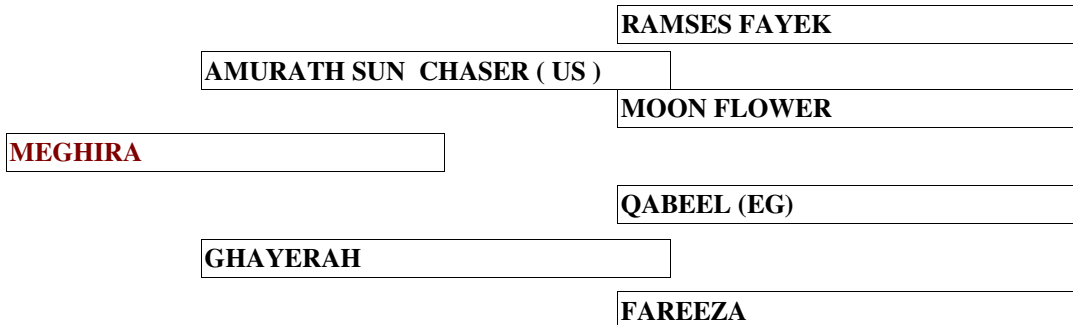 RAMSES FAYEK
AMURATH SUN CHASER ( US )
MOON FLOWER
MEGHIRA
QABEEL (EG)
GHAYERAH
FAREEZA